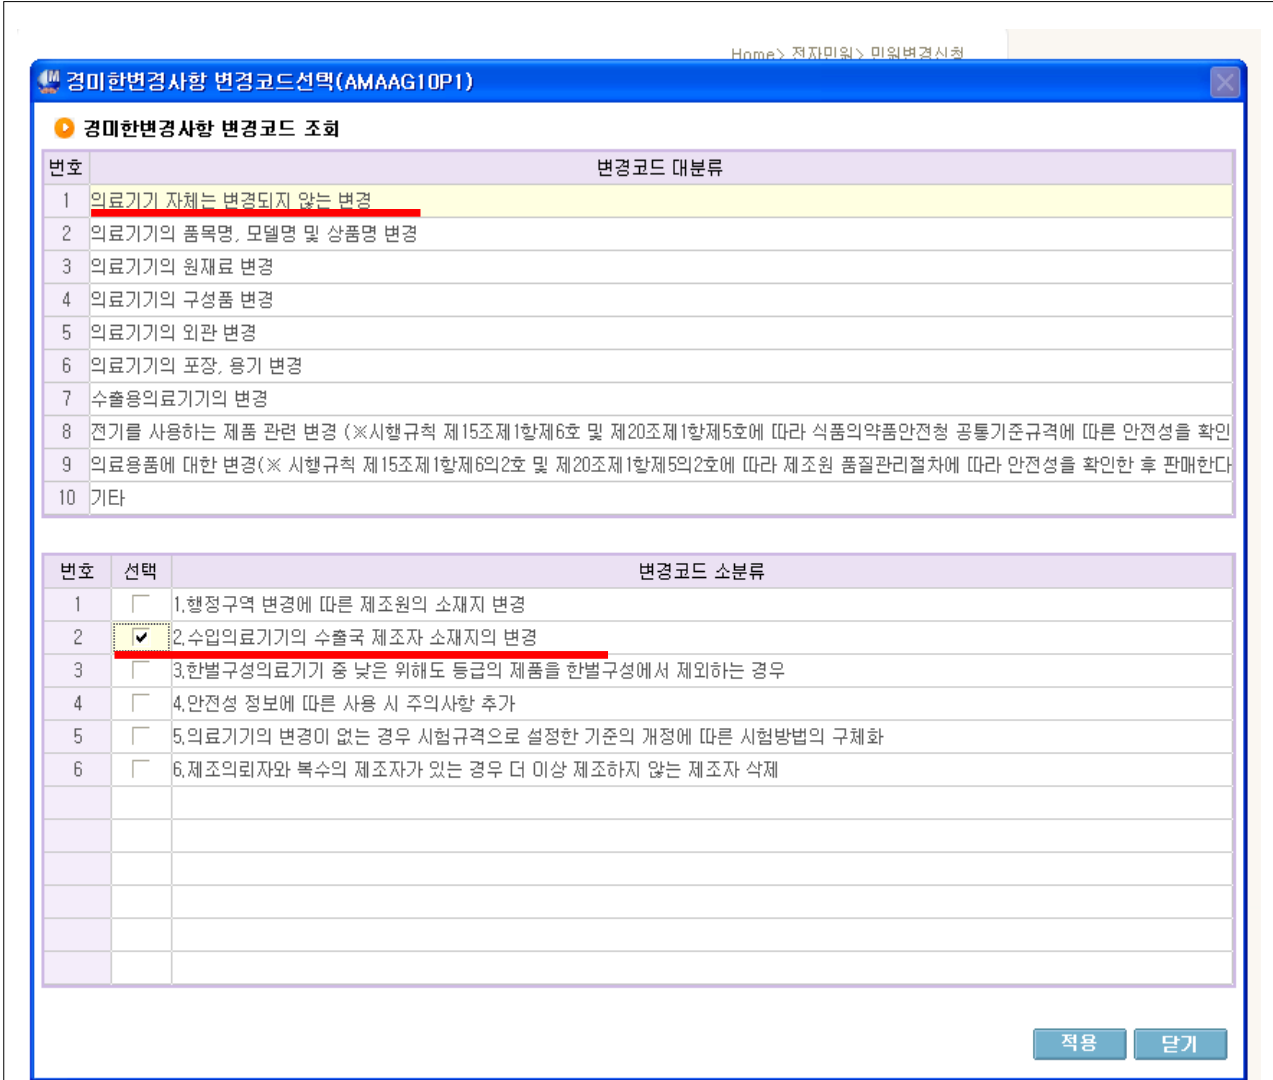 Home> 전자민원> 민원변경신청
경미한변경사항 변경코드선택(AMAAG10P1)
경미한변경사항 변경코드 조회
번호 변경코드 대분류
1 의료기기 자체는 변경되지 않는 변경
2 의료기기의 품목명, 모델명 및 상품명 변경
3 의료기기의 원재료 변경
4 의료기기의 구성품 변경
5 의료기기의 외관 변경
6 의료기기의 포장, 용기 변경
7 수출용의료기기의 변경
8 전기를 사용하는 제품 관련 변경 (※시행규칙 제15조제1항제6호 및 제20조제1항제5호에 따라 식품의약품안전청 공통기준규격에 따른 안전성을 확인
9 의료용품에 대한 변경(※ 시행규칙 제15조제1항제6의2호 및 제20조제1항제5의2호에 따라 제조원 품질관리절차에 따라 안전성을 확인한 후 판매한다
10 기타
번호 선택 변경코드 소분류
1 1.행정구역 변경에 따른 제조원의 소재지 변경
2 2.수입의료기기의 수출국 제조자 소재지의 변경
3 3.한벌구성의료기기 중 낮은 위해도 등급의 제품을 한벌구성에서 제외하는 경우
4 4.안전성 정보에 따른 사용 시 주의사항 추가
5 5.의료기기의 변경이 없는 경우 시험규격으로 설정한 기준의 개정에 따른 시험방법의 구체화
6 6.제조의뢰자와 복수의 제조자가 있는 경우 더 이상 제조하지 않는 제조자 삭제
적용 닫기